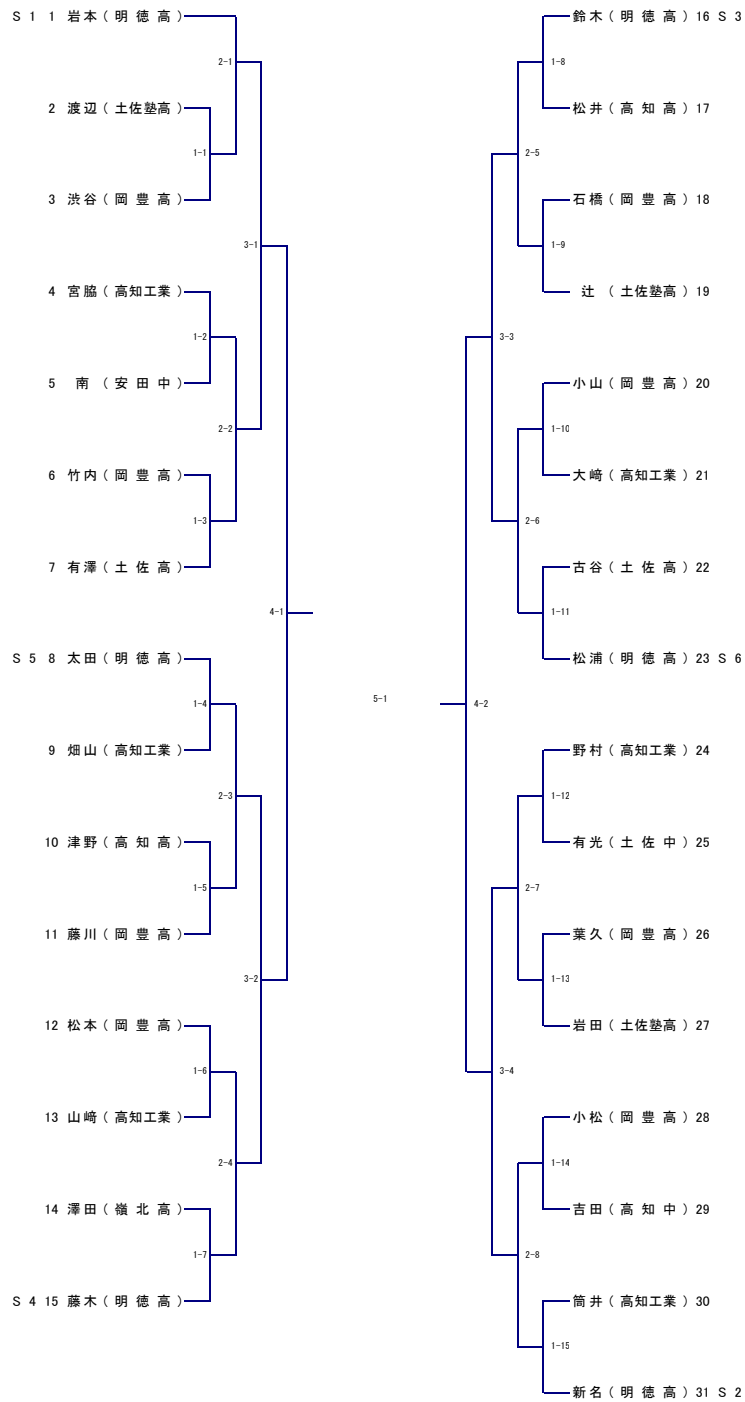 S 1 1 岩本（明 徳 高）
2-1
2 渡辺（土佐塾高）
1-1
3 渋谷（岡 豊 高）
3-1
4 宮脇（高知工業）
1-2
5 南 （安 田 中）
2-2
6 竹内（岡 豊 高）
1-3
7 有澤（土 佐 高）
4-1
S 5 8 太田（明 徳 高）
1-4
9 畑山（高知工業）
2-3
10 津野（高 知 高）
1-5
11 藤川（岡 豊 高）
3-2
12 松本（岡 豊 高）
1-6
13 山﨑（高知工業）
2-4
14 澤田（嶺 北 高）
1-7
S 4 15 藤木（明 徳 高）
5-1
鈴木（明 徳 高）16 S 3
1-8
松井（高 知 高）17
2-5
石橋（岡 豊 高）18
1-9
辻 （土佐塾高）19
3-3
小山（岡 豊 高）20
1-10
大﨑（高知工業）21
2-6
古谷（土 佐 高）22
1-11
松浦（明 徳 高）23 S 6
4-2
野村（高知工業）24
1-12
有光（土 佐 中）25
2-7
葉久（岡 豊 高）26
1-13
岩田（土佐塾高）27
3-4
小松（岡 豊 高）28
1-14
吉田（高 知 中）29
2-8
筒井（高知工業）30
1-15
新名（明 徳 高）31 S 2